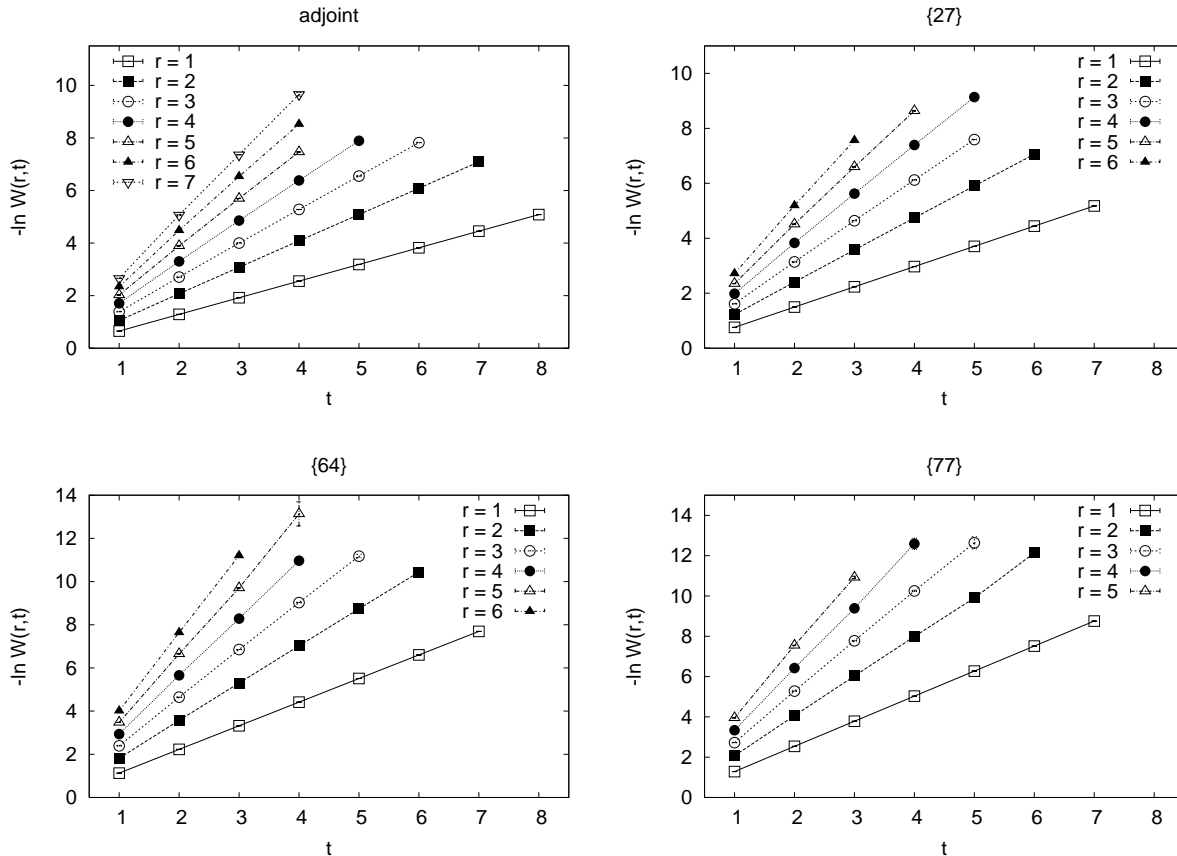 adjoint
-ln W(r,t)
10
8
6
4
2
0
r = 1
r = 2
r = 3
r = 4
r = 5
r = 6
r = 7
1 2 3 4 5 6 7 8
t
{27}
-ln W(r,t)
10
8
6
4
2
0
r = 1
r = 2
r = 3
r = 4
r = 5
r = 6
1 2 3 4 5 6 7 8
t
{64}
-ln W(r,t)
14
12
10
8
6
4
2
0
r = 1
r = 2
r = 3
r = 4
r = 5
r = 6
1 2 3 4 5 6 7 8
t
{77}
-ln W(r,t)
14
12
10
8
6
4
2
0
r = 1
r = 2
r = 3
r = 4
r = 5
1 2 3 4 5 6 7 8
t